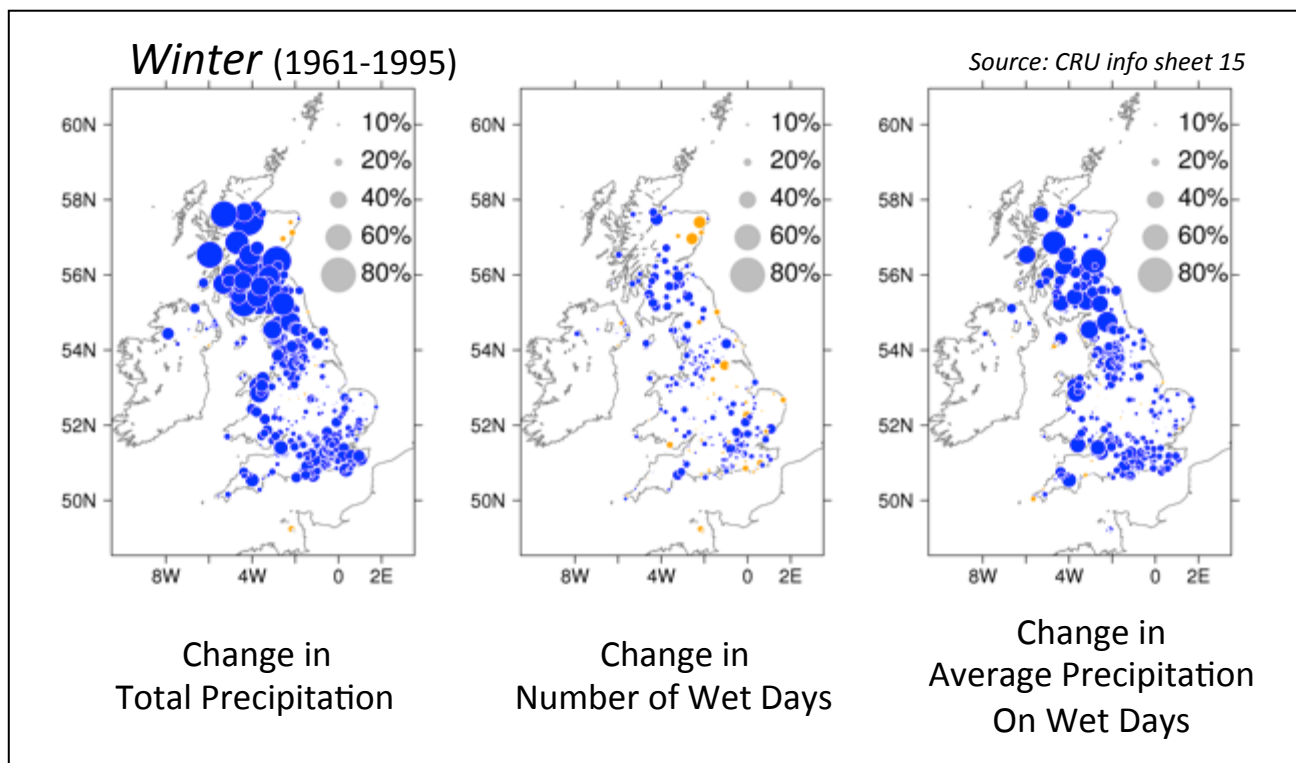 Winter (1961-1995)
Source: CRU info sheet 15
60N
58N
56N
54N
52N
50N
10%
20%
40%
60%
80%
8W 4W 0 2E
60N
58N
56N
54N
52N
50N
10%
20%
40%
60%
80%
8W 4W 0 2E
60N
58N
56N
54N
52N
50N
10%
20%
40%
60%
80%
8W 4W 0 2E
Change in
Total Precipitation
Change in
Number of Wet Days
Change in
Average Precipitation
On Wet Days